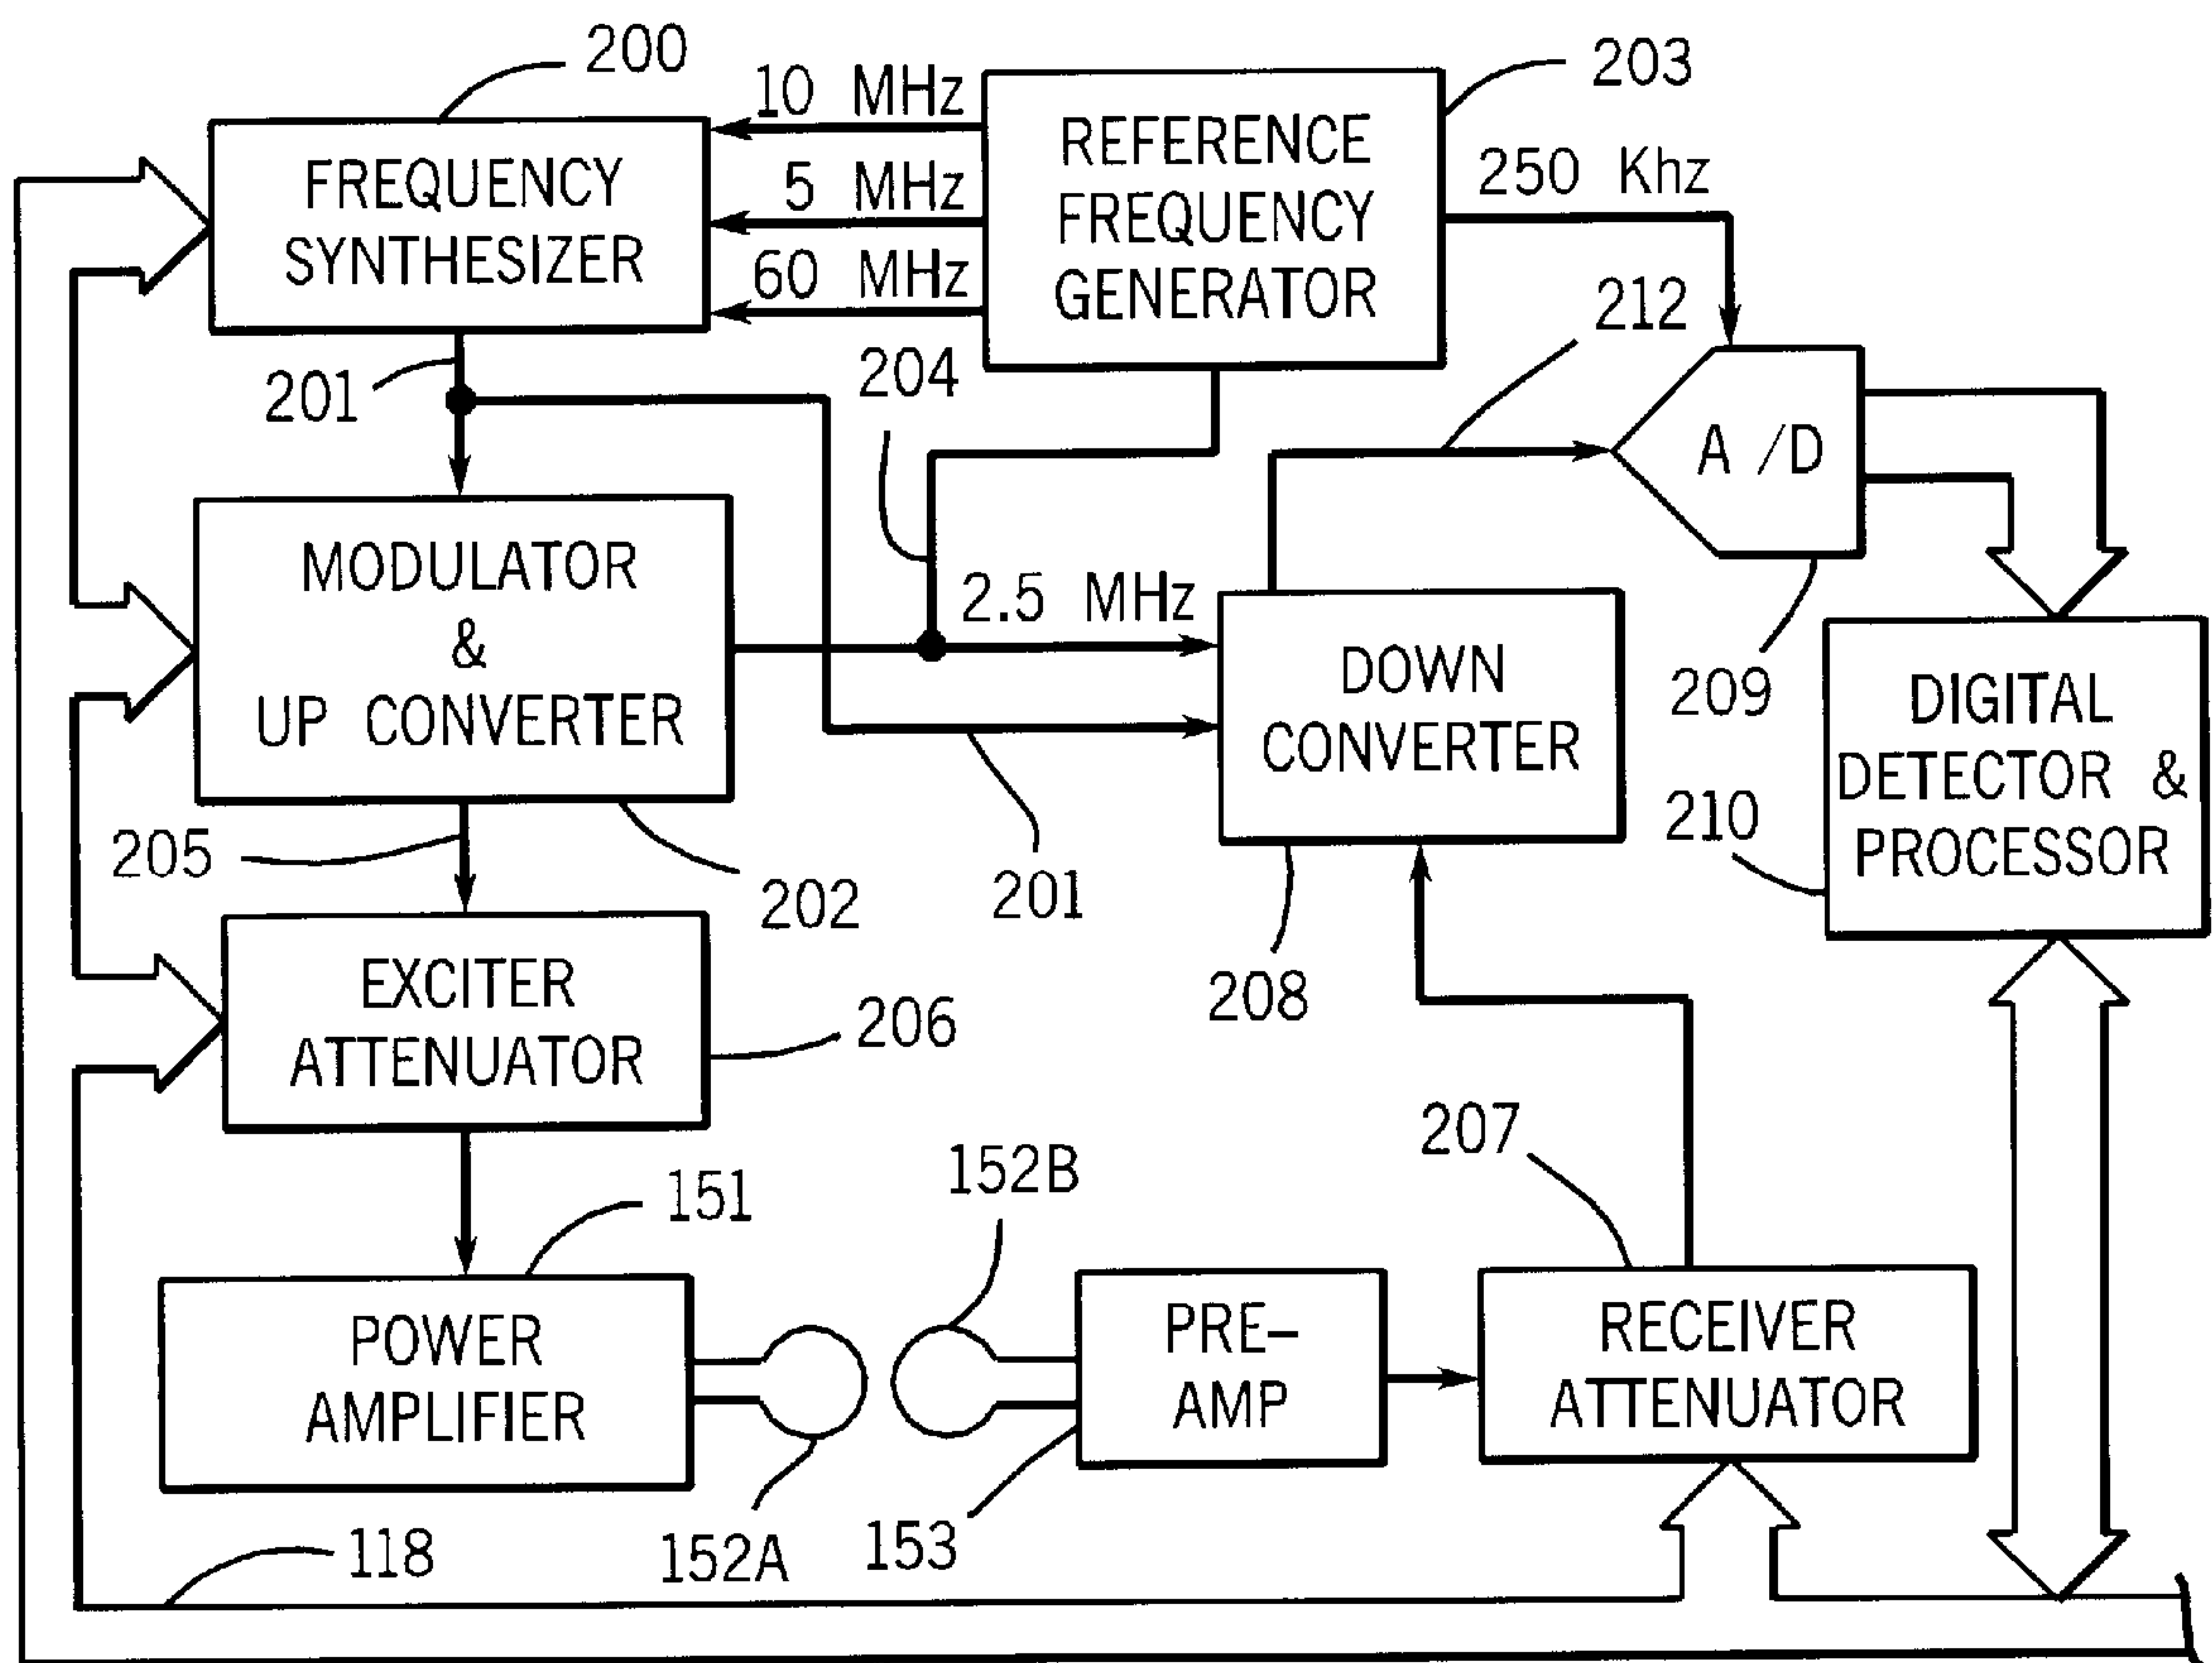 200
10 MHz
203
REFERENCE
FREQUENCY
GENERATOR
FREQUENCY
SYNTHESIZER
5 MHz
250 Khz
60 MHz
212
204
201
A /D
MODULATOR
&
UP CONVERTER
2.5 MHz
DOWN
CONVERTER
209
DIGITAL
DETECTOR &
PROCESSOR
210
205
202
201
208
EXCITER
ATTENUATOR
206
207
152B
151
POWER
AMPLIFIER
PRE–
AMP
RECEIVER
ATTENUATOR
118
152A
153